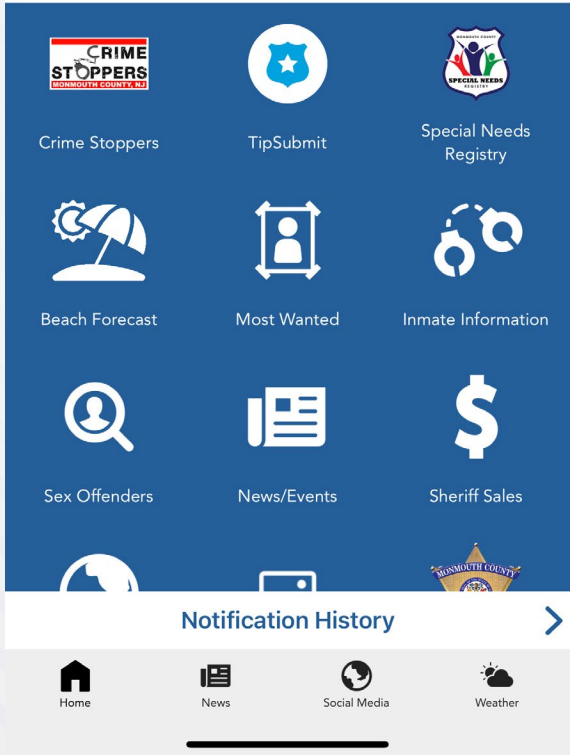 CRIME
STOPPERS
MONMOUTH COUNTY, NJ
MONMOUTH COUNTY
SPECIAL NEEDS
REGISTRY
Crime Stoppers
TipSubmit
Special Needs
Registry
Beach Forecast
Most Wanted
Inmate Information
Sex Offenders
News/Events
Sheriff Sales
MONMOUTH COUNTY
Notification History
Home
News
Social Media
Weather